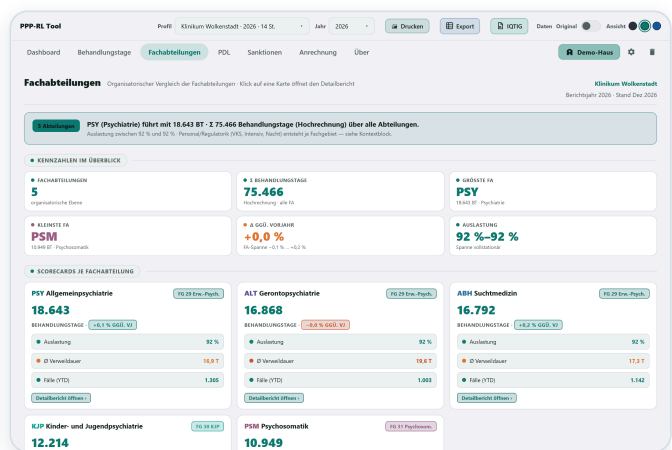 PPP-RL Tool
Profil Klinikum Wolkenstadt · 2026 · 14 St. Jahr 2026 Drucken Export IQTIG Daten Original Ansicht
Dashboard Behandlungstage Fachabteilungen PDL Sanktionen Anrechnung Über Demo-Haus
Fachabteilungen Organisatorischer Vergleich der Fachabteilungen · Klick auf eine Karte öffnet den Detailbericht
Klinikum Wolkenstadt
Berichtsjahr 2026 · Stand Dez 2026
5 Abteilungen
PSY (Psychiatrie) führt mit 18.643 BT · Σ 75.466 Behandlungstage (Hochrechnung) über alle Abteilungen.
Auslastung zwischen 92 % und 92 % · Personal/Regulatorik (VKS, Intensiv, Nacht) entsteht je Fachgebiet — siehe Kontextblock.
KENNZAHLEN IM ÜBERBLICK
FACHABTEILUNGEN
5
organisatorische Ebene
Σ BEHANDLUNGSTAGE
75.466
Hochrechnung · alle FA
GRÖSSTE FA
PSY
18.643 BT · Psychiatrie
KLEINSTE FA
PSM
10.949 BT · Psychosomatik
Δ GGÜ. VORJAHR
+0,0 %
FA-Spanne −0,1 % … +0,2 %
AUSLASTUNG
92 %–92 %
Spanne vollstationär
SCORECARDS JE FACHABTEILUNG
PSY Allgemeinpsychiatrie FG 29 Erw.-Psych.
18.643
BEHANDLUNGSTAGE · +0,1 % GGÜ. VJ
Auslastung 92 %
Ø Verweildauer 16,9 T
Fälle (YTD) 1.305
Detailbericht öffnen ›
ALT Gerontopsychiatrie FG 29 Erw.-Psych.
16.868
BEHANDLUNGSTAGE · −0,0 % GGÜ. VJ
Auslastung 92 %
Ø Verweildauer 19,6 T
Fälle (YTD) 1.003
Detailbericht öffnen ›
ABH Suchtmedizin FG 29 Erw.-Psych.
16.792
BEHANDLUNGSTAGE · +0,2 % GGÜ. VJ
Auslastung 92 %
Ø Verweildauer 17,3 T
Fälle (YTD) 1.142
Detailbericht öffnen ›
KJP Kinder- und Jugendpsychiatrie FG 30 KJP
12.214
PSM Psychosomatik FG 31 Psychosom.
10.949